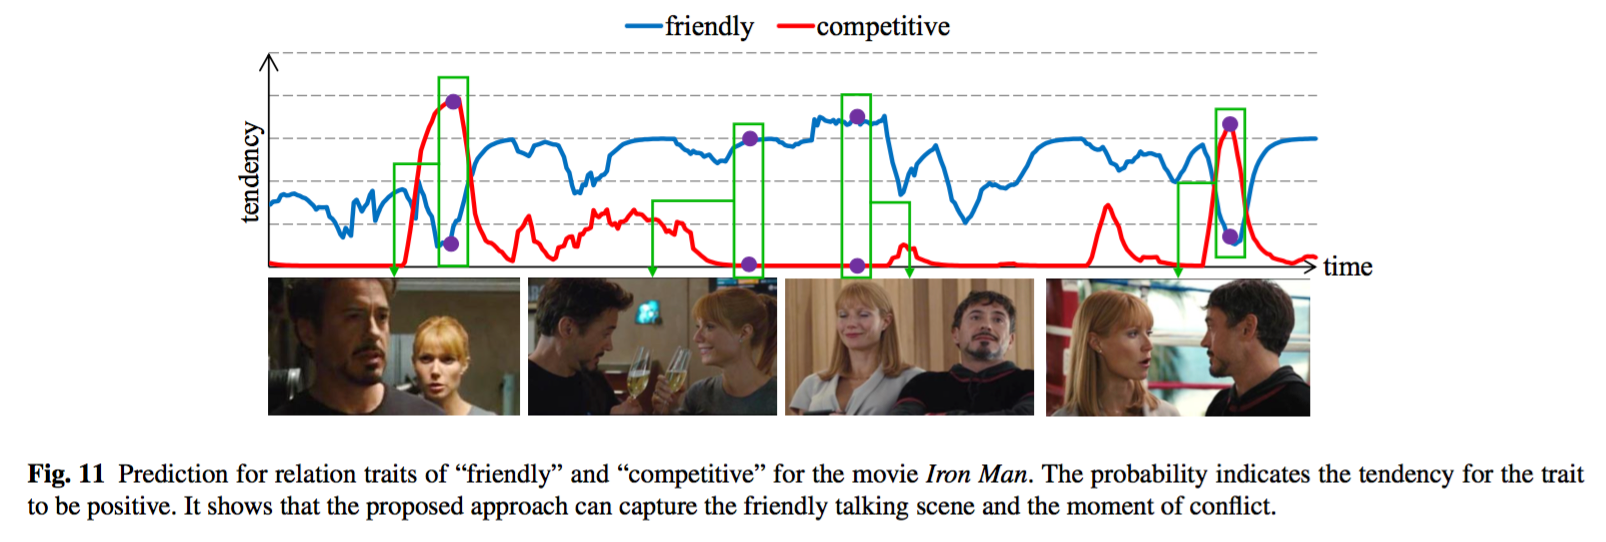 friendly competitive
tendency
time
Fig. 11 Prediction for relation traits of “friendly” and “competitive” for the movie Iron Man. The probability indicates the tendency for the trait
to be positive. It shows that the proposed approach can capture the friendly talking scene and the moment of conflict.